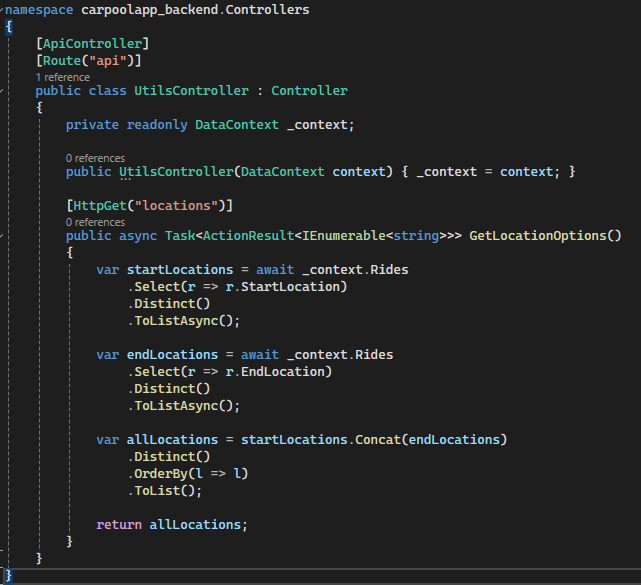 namespace carpoolapp_backend.Controllers
{
    [ApiController]
    [Route("api")]
    1 reference
    public class UtilsController : Controller
    {
        private readonly DataContext _context;

        0 references
        public UtilsController(DataContext context) { _context = context; }

        [HttpGet("locations")]
        0 references
        public async Task<ActionResult<IEnumerable<string>>> GetLocationOptions()
        {
            var startLocations = await _context.Rides
                .Select(r => r.StartLocation)
                .Distinct()
                .ToListAsync();

            var endLocations = await _context.Rides
                .Select(r => r.EndLocation)
                .Distinct()
                .ToListAsync();

            var allLocations = startLocations.Concat(endLocations)
                .Distinct()
                .OrderBy(l => l)
                .ToList();

            return allLocations;
        }
    }
}